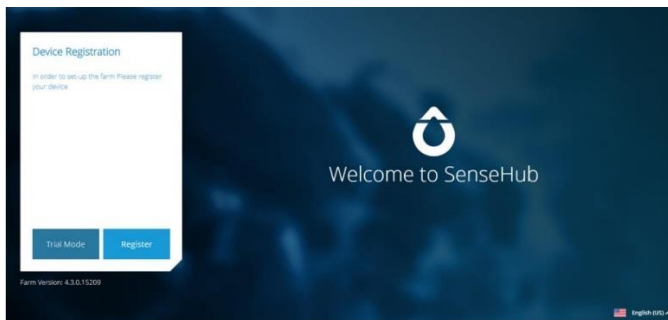 Device Registration
In order to set up the farm Please register
your device
Welcome to SenseHub
Trial Mode
Register
Farm Version: 4.3.0.15209
English (US)